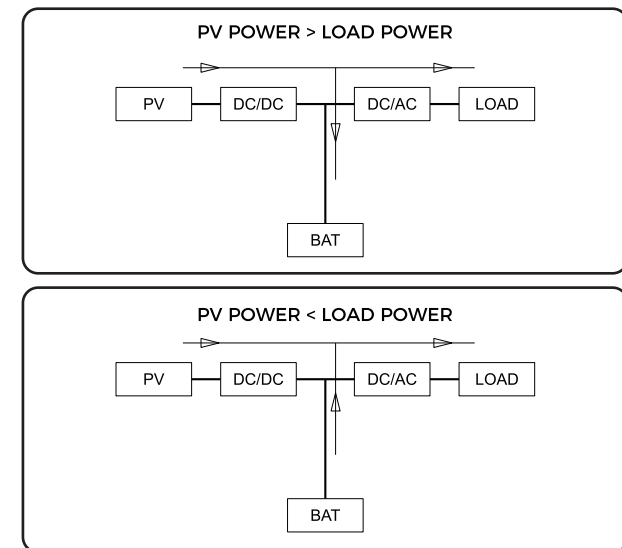 PV POWER > LOAD POWER
PV DC/DC DC/AC LOAD
BAT
PV POWER < LOAD POWER
PV DC/DC DC/AC LOAD
BAT